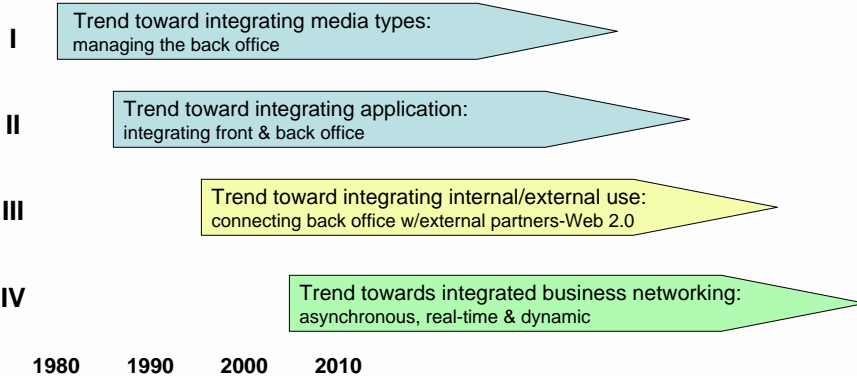 I
Trend toward integrating media types:
managing the back office
II
Trend toward integrating application:
integrating front & back office
III
Trend toward integrating internal/external use:
connecting back office w/external partners-Web 2.0
IV
Trend towards integrated business networking:
asynchronous, real-time & dynamic
1980 1990 2000 2010